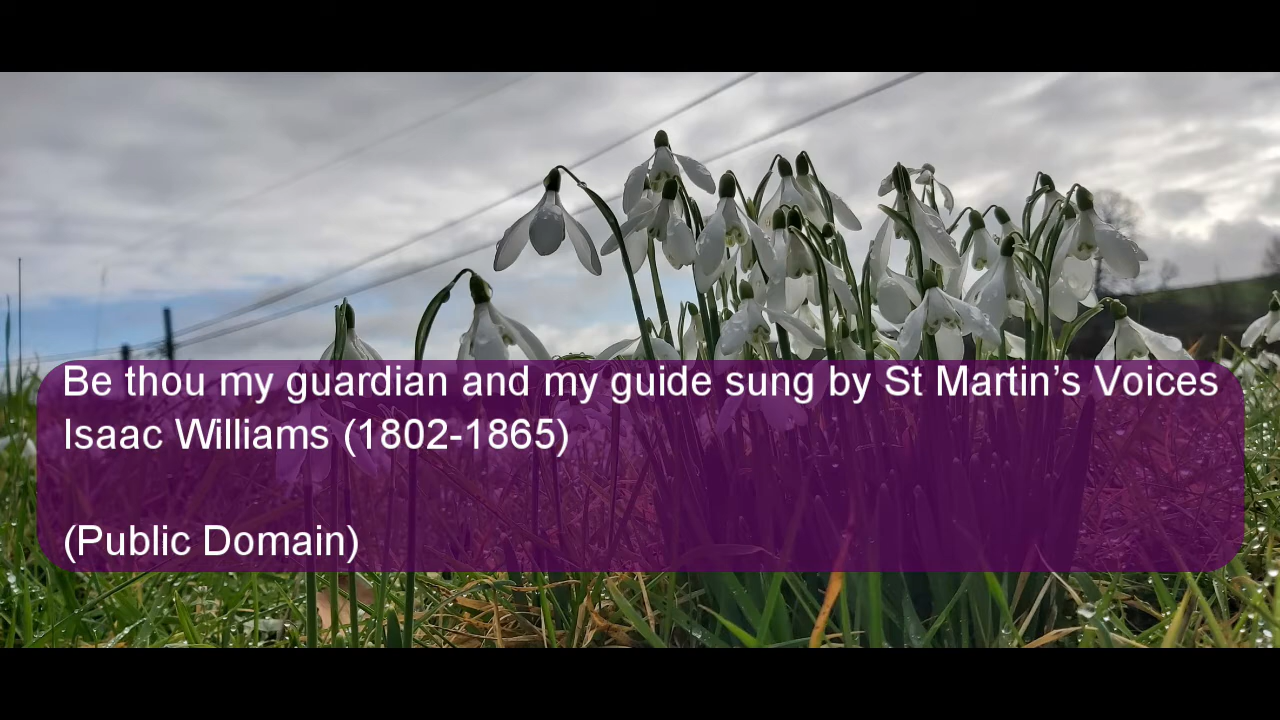 Be thou my guardian and my guide sung by St Martin’s Voices
Isaac Williams (1802-1865)
(Public Domain)